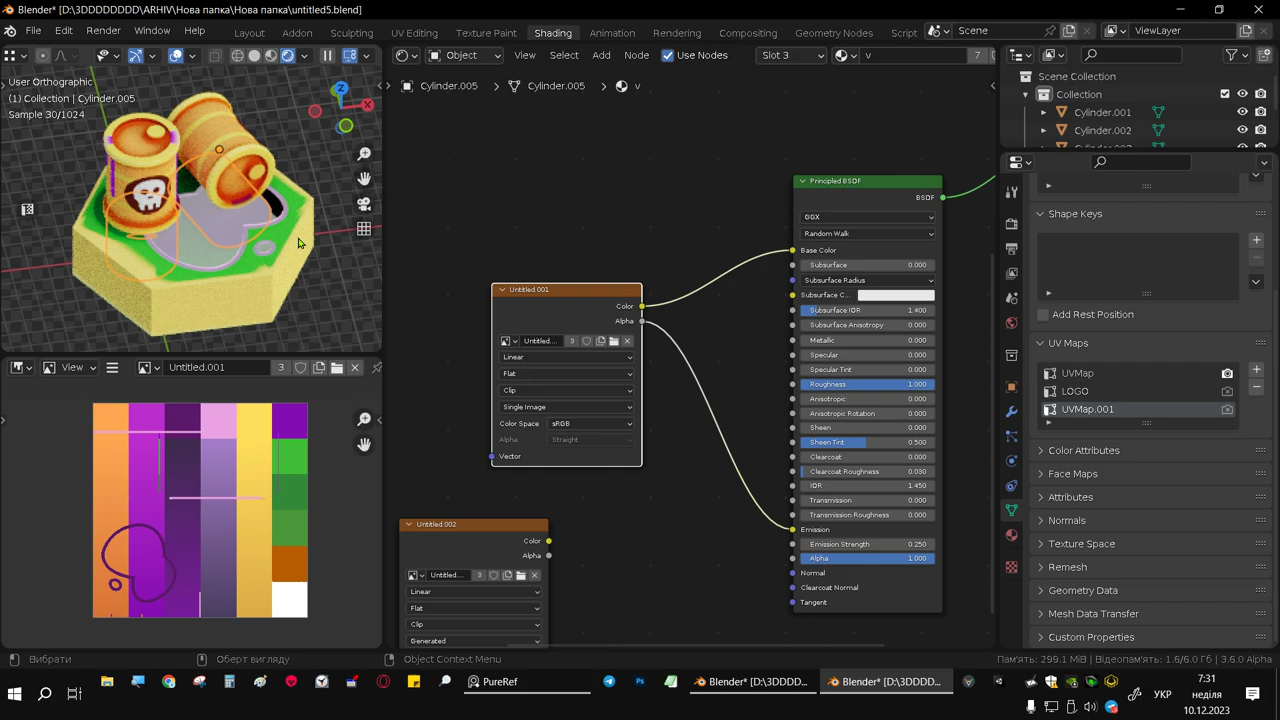 Blender* [D:\3DDDDDDD\ARHIV\Нова папка\Нова папка\untitled5.blend]
File Edit Render Window Help Layout Addon Sculpting UV Editing Texture Paint Shading Animation Rendering Compositing Geometry Nodes Script Scene ViewLayer
Object View Select Add Node Use Nodes Slot 3 v 7
User Orthographic
(1) Collection | Cylinder.005
Sample 30/1024
Z
X
Cylinder.005 > Cylinder.005 > v
Scene Collection
Collection
Cylinder.001
Cylinder.002
Principled BSDF
BSDF
GGX
Random Walk
Base Color
Subsurface 0.000
Subsurface Radius
Subsurface C...
Subsurface IOR 1.400
Subsurface Anisotropy 0.000
Metallic 0.000
Specular 0.000
Specular Tint 0.000
Roughness 1.000
Anisotropic 0.000
Anisotropic Rotation 0.000
Sheen 0.000
Sheen Tint 0.500
Clearcoat 0.000
Clearcoat Roughness 0.030
IOR 1.450
Transmission 0.000
Transmission Roughness 0.000
Emission
Emission Strength 0.250
Alpha 1.000
Normal
Clearcoat Normal
Tangent
Untitled.001
Color
Alpha
Untitled.... 3
Linear
Flat
Clip
Single Image
Color Space sRGB
Alpha Straight
Vector
Untitled.002
Color
Alpha
Untitled.... 3
Linear
Flat
Clip
Generated
View Untitled.001 3
Shape Keys
Add Rest Position
UV Maps
UVMap
LOGO
UVMap.001
Color Attributes
Face Maps
Attributes
Normals
Texture Space
Remesh
Geometry Data
Mesh Data Transfer
Custom Properties
Вибрати Оберт вигляду Object Context Menu Пам'ять: 299.1 MiB | Відеопам'ять: 1.6/6.0 Гб | 3.6.0 Alpha
PureRef Blender* [D:\3DDDD... Blender* [D:\3DDDD...
7:31
УКР неділя
10.12.2023